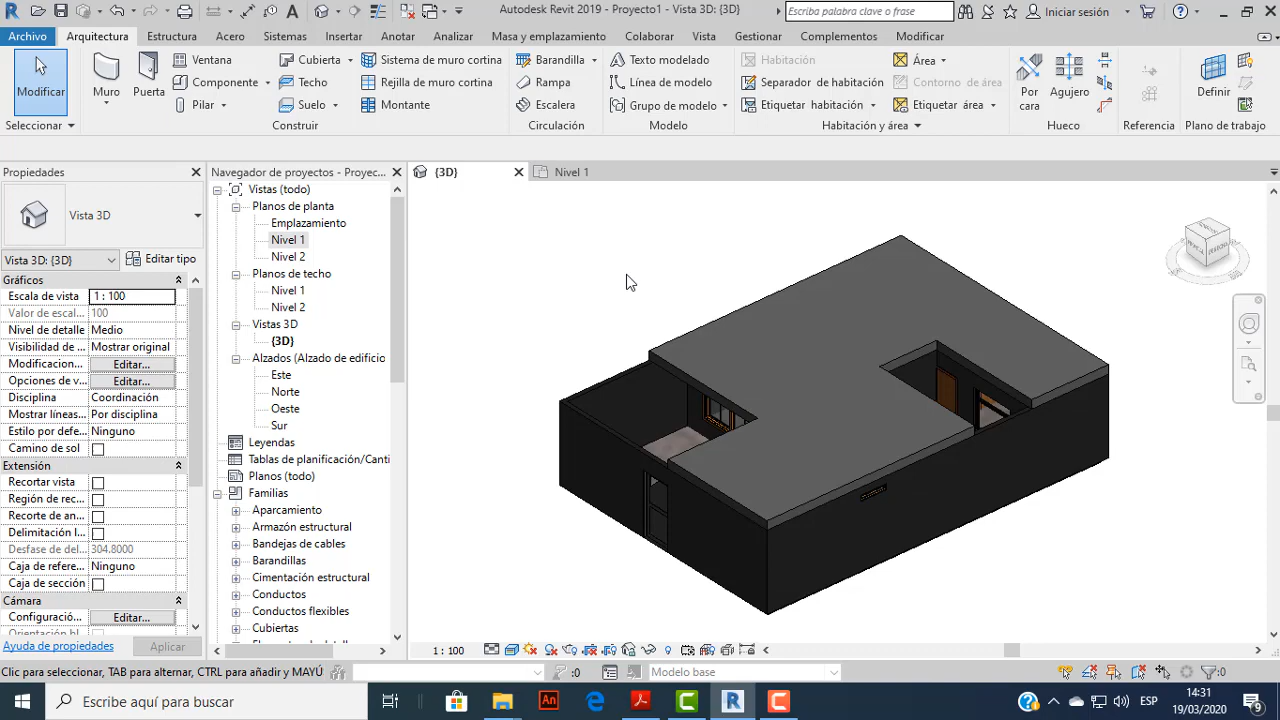 Autodesk Revit 2019 - Proyecto1 - Vista 3D: {3D}
Escriba palabra clave o frase
Iniciar sesión
Archivo Arquitectura Estructura Acero Sistemas Insertar Anotar Analizar Masa y emplazamiento Colaborar Vista Gestionar Complementos Modificar
Modificar
Seleccionar
Muro
Puerta
Ventana
Componente
Pilar
Cubierta
Techo
Suelo
Sistema de muro cortina
Rejilla de muro cortina
Montante
Construir
Barandilla
Rampa
Escalera
Circulación
Texto modelado
Línea de modelo
Grupo de modelo
Modelo
Habitación
Separador de habitación
Etiquetar habitación
Área
Contorno de área
Etiquetar área
Habitación y área
Por cara
Agujero
Hueco
Referencia
Definir
Plano de trabajo
Propiedades
Vista 3D
Vista 3D: {3D}
Editar tipo
Gráficos
Escala de vista 1 : 100
Valor de escal... 100
Nivel de detalle Medio
Visibilidad de ... Mostrar original
Modificacion... Editar...
Opciones de v... Editar...
Disciplina Coordinación
Mostrar líneas... Por disciplina
Estilo por defe... Ninguno
Camino de sol
Extensión
Recortar vista
Región de rec...
Recorte de an...
Delimitación l...
Desfase de del... 304.8000
Caja de refere... Ninguno
Caja de sección
Cámara
Configuració... Editar...
Ayuda de propiedades
Aplicar
Navegador de proyectos - Proyec...
Vistas (todo)
Planos de planta
Emplazamiento
Nivel 1
Nivel 2
Planos de techo
Nivel 1
Nivel 2
Vistas 3D
{3D}
Alzados (Alzado de edificio
Este
Norte
Oeste
Sur
Leyendas
Tablas de planificación/Canti
Planos (todo)
Familias
Aparcamiento
Armazón estructural
Bandejas de cables
Barandillas
Cimentación estructural
Conductos
Conductos flexibles
Cubiertas
{3D}
Nivel 1
1 : 100
Clic para seleccionar, TAB para alternar, CTRL para añadir y MAYÚ
:0
Modelo base
:0
Escribe aquí para buscar
ESP
14:31
19/03/2020